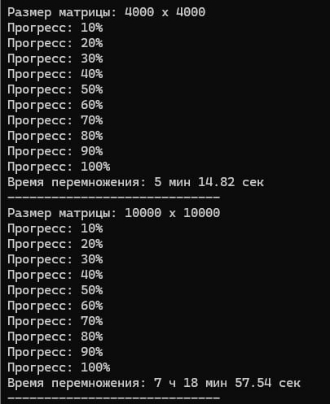 Размер матрицы: 4000 x 4000
Прогресс: 10%
Прогресс: 20%
Прогресс: 30%
Прогресс: 40%
Прогресс: 50%
Прогресс: 60%
Прогресс: 70%
Прогресс: 80%
Прогресс: 90%
Прогресс: 100%
Время перемножения: 5 мин 14.82 сек
-----------------------------
Размер матрицы: 10000 x 10000
Прогресс: 10%
Прогресс: 20%
Прогресс: 30%
Прогресс: 40%
Прогресс: 50%
Прогресс: 60%
Прогресс: 70%
Прогресс: 80%
Прогресс: 90%
Прогресс: 100%
Время перемножения: 7 ч 18 мин 57.54 сек
-----------------------------